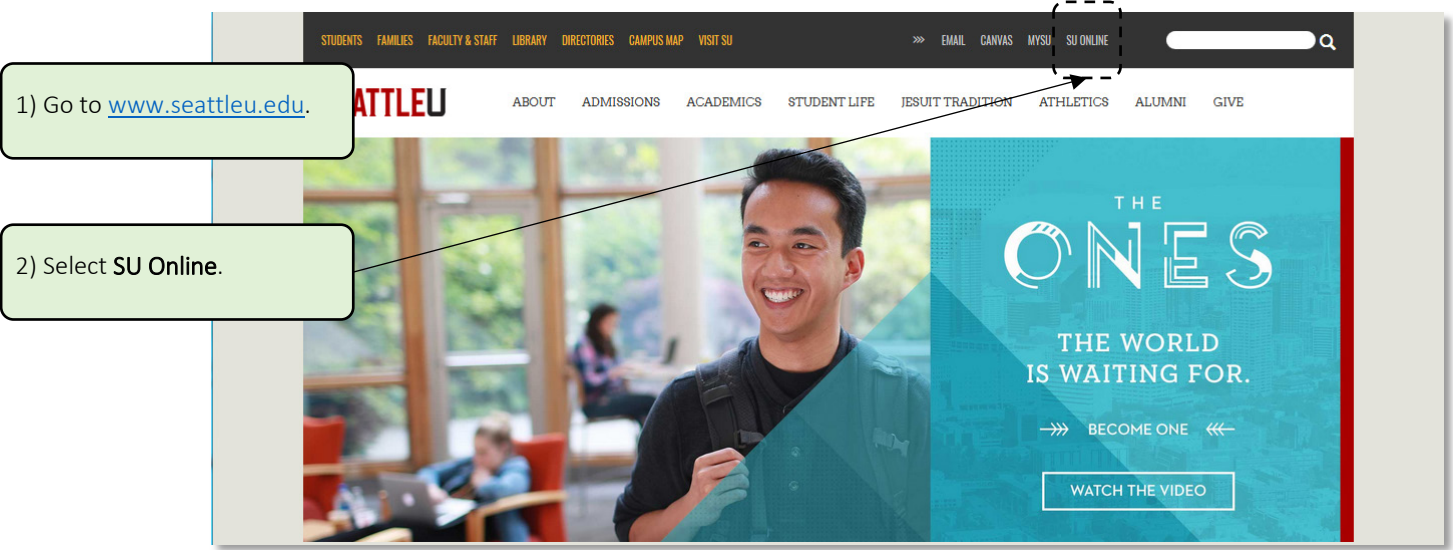 STUDENTS FAMILIES FACULTY & STAFF LIBRARY DIRECTORIES CAMPUS MAP VISIT SU >>> EMAIL CANVAS MYSU SU ONLINE
1) Go to www.seattleu.edu.
ATTLEU
ABOUT ADMISSIONS ACADEMICS STUDENT LIFE JESUIT TRADITION ATHLETICS ALUMNI GIVE
2) Select SU Online.
THE
ONES
THE WORLD
IS WAITING FOR.
BECOME ONE
WATCH THE VIDEO